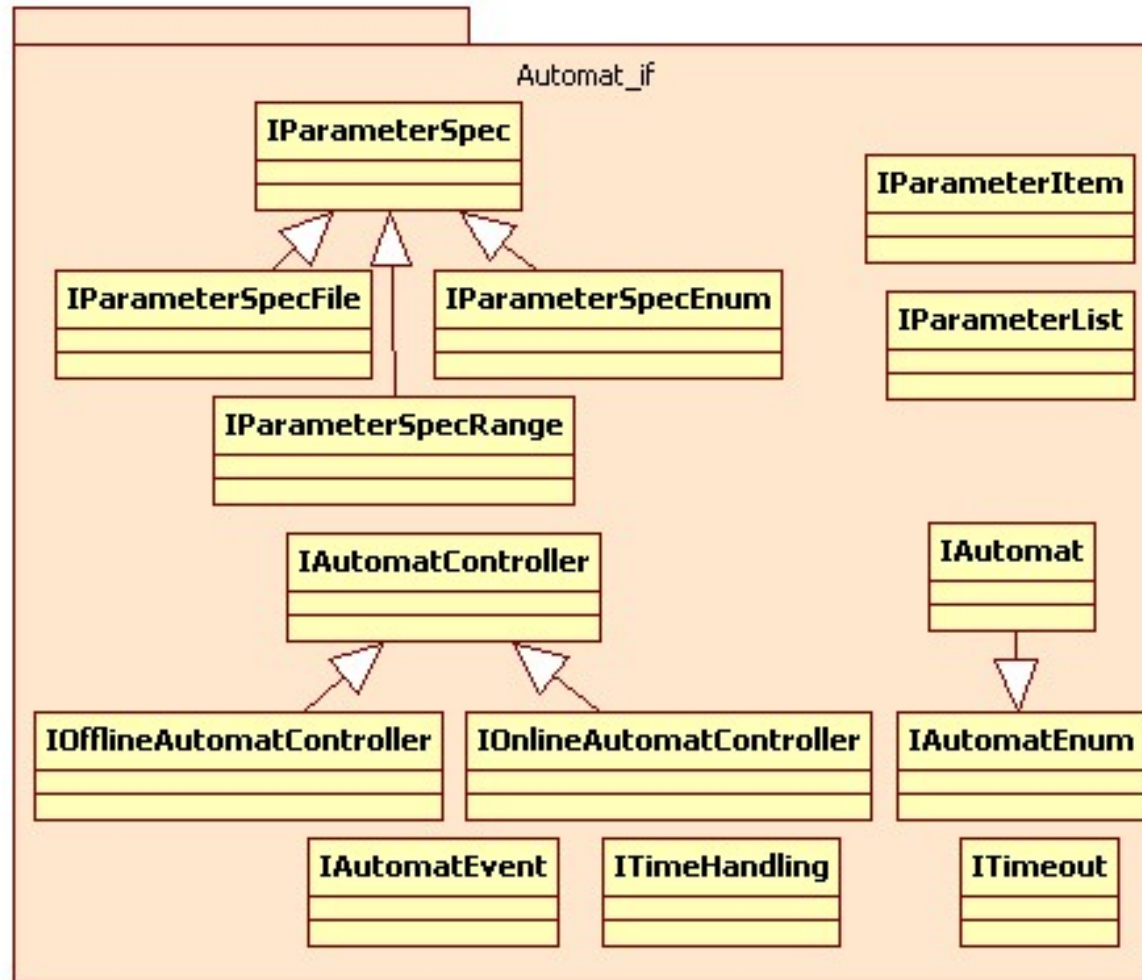 Automat_if
IParameterSpec
IParameterItem
IParameterSpecFile
IParameterSpecEnum
IParameterList
IParameterSpecRange
IAutomatController
IAutomat
IOfflineAutomatController
IOnlineAutomatController
IAutomatEnum
IAutomatEvent
ITimeHandling
ITimeout